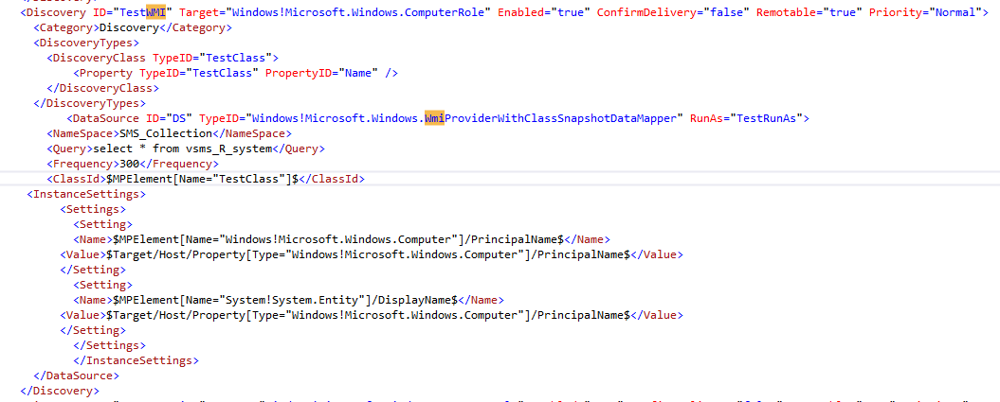 <Discovery ID="TestWMI" Target="Windows!Microsoft.Windows.ComputerRole" Enabled="true" ConfirmDelivery="false" Remotable="true" Priority="Normal">
<Category>Discovery</Category>
<DiscoveryTypes>
<DiscoveryClass TypeID="TestClass">
<Property TypeID="TestClass" PropertyID="Name" />
</DiscoveryClass>
</DiscoveryTypes>
<DataSource ID="DS" TypeID="Windows!Microsoft.Windows.WmiProviderWithClassSnapshotDataMapper" RunAs="TestRunAs">
<NameSpace>SMS_Collection</NameSpace>
<Query>select * from vsms_R_system</Query>
<Frequency>300</Frequency>
<ClassId>$MPElement[Name="TestClass"]$</ClassId>
<InstanceSettings>
<Settings>
<Setting>
<Name>$MPElement[Name="Windows!Microsoft.Windows.Computer"]/PrincipalName$</Name>
<Value>$Target/Host/Property[Type="Windows!Microsoft.Windows.Computer"]/PrincipalName$</Value>
</Setting>
<Setting>
<Name>$MPElement[Name="System!System.Entity"]/DisplayName$</Name>
<Value>$Target/Host/Property[Type="Windows!Microsoft.Windows.Computer"]/PrincipalName$</Value>
</Setting>
</Settings>
</InstanceSettings>
</DataSource>
</Discovery>